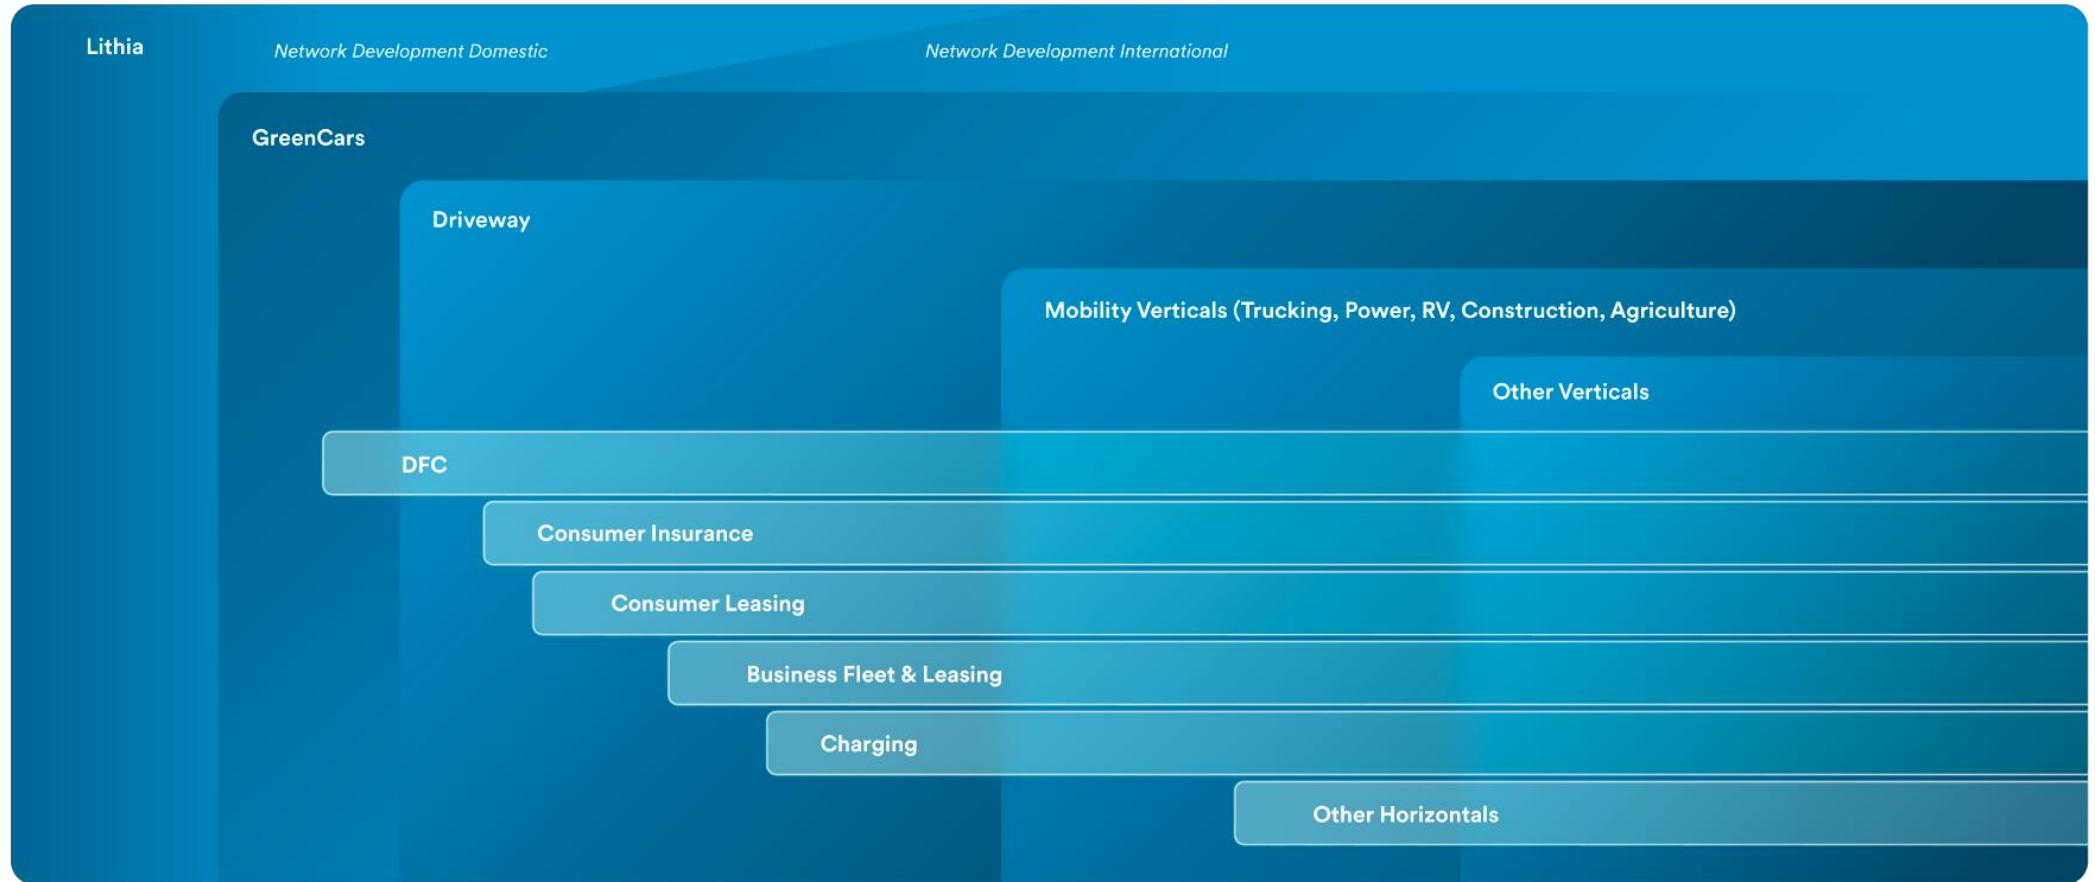 Lithia
Network Development Domestic
Network Development International
GreenCars
Driveway
Mobility Verticals (Trucking, Power, RV, Construction, Agriculture)
Other Verticals
DFC
Consumer Insurance
Consumer Leasing
Business Fleet & Leasing
Charging
Other Horizontals